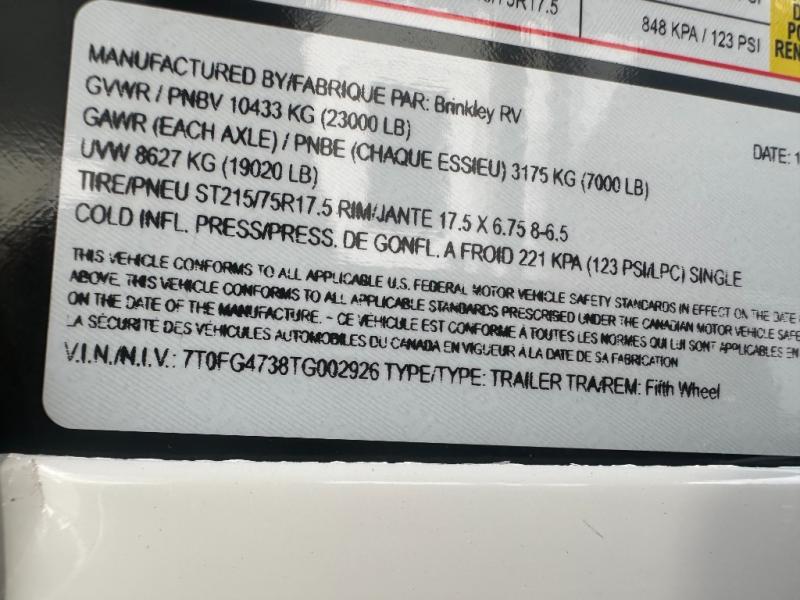 R17.5
848 KPA / 123 PSI
MANUFACTURED BY/FABRIQUE PAR: Brinkley RV
GVWR / PNBV 10433 KG (23000 LB)
DATE: 1
GAWR (EACH AXLE) / PNBE (CHAQUE ESSIEU) 3175 KG (7000 LB)
UVW 8627 KG (19020 LB)
TIRE/PNEU ST215/75R17.5 RIM/JANTE 17.5 X 6.75 8-6.5
COLD INFL. PRESS/PRESS. DE GONFL. A FROID 221 KPA (123 PSI/LPC) SINGLE
THIS VEHICLE CONFORMS TO ALL APPLICABLE U.S. FEDERAL MOTOR VEHICLE SAFETY STANDARDS IN EFFECT ON THE DATE
ABOVE. THIS VEHICLE CONFORMS TO ALL APPLICABLE STANDARDS PRESCRIBED UNDER THE CANADIAN MOTOR VEHICLE SAFE
ON THE DATE OF THE MANUFACTURE. - CE VÉHICULE EST CONFORME À TOUTES LES NORMES QUI LUI SONT APPLICABLES EN
LA SÉCURITÉ DES VÉHICULES AUTOMOBILES DU CANADA EN VIGUEUR À LA DATE DE SA FABRICATION
V.I.N./N.I.V.: 7T0FG4738TG002926 TYPE/TYPE: TRAILER TRA/REM: Fifth Wheel